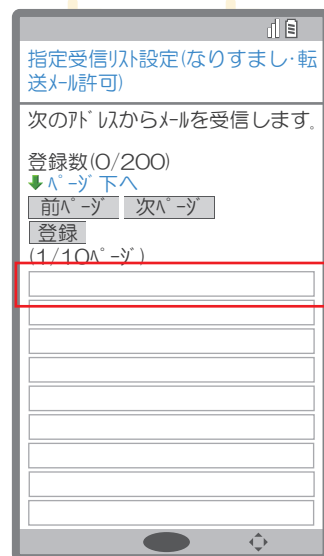 指定受信ﾘｽﾄ設定(なりすまし･転
送ﾒｰﾙ許可)
次のｱﾄﾞﾚｽからﾒｰﾙを受信します｡
登録数(0/200)
ﾍﾟｰｼﾞ下へ
前ﾍﾟｰｼﾞ 次ﾍﾟｰｼﾞ
登録
(1/10ﾍﾟｰｼﾞ)